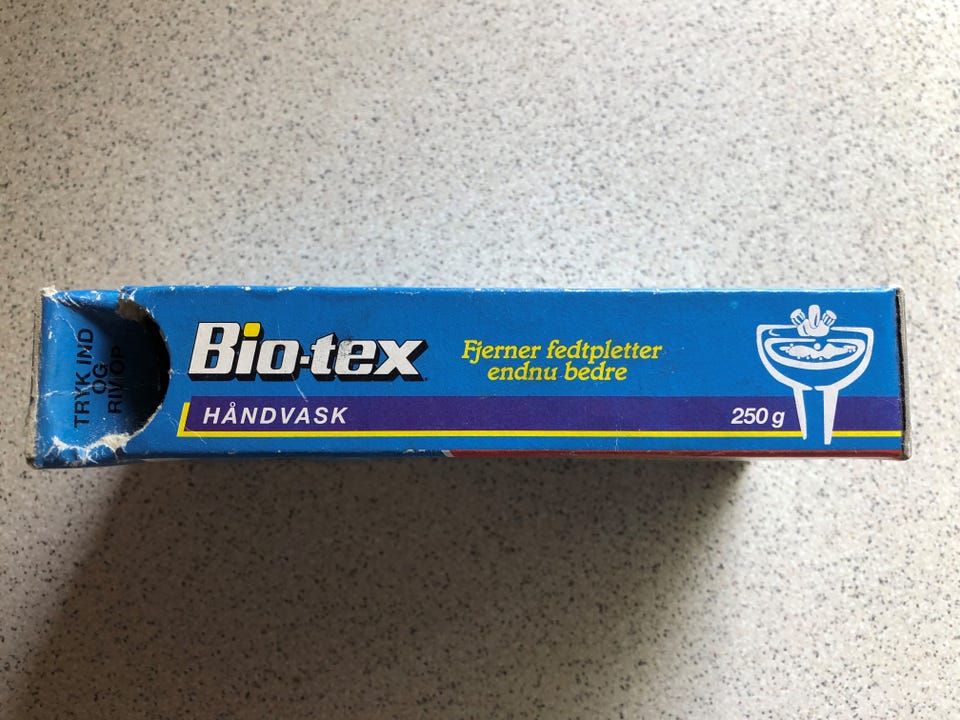 TRYK IND
OG
RIV OP
Bio-tex
Fjerner fedtpletter
endnu bedre
HÅNDVASK
250 g